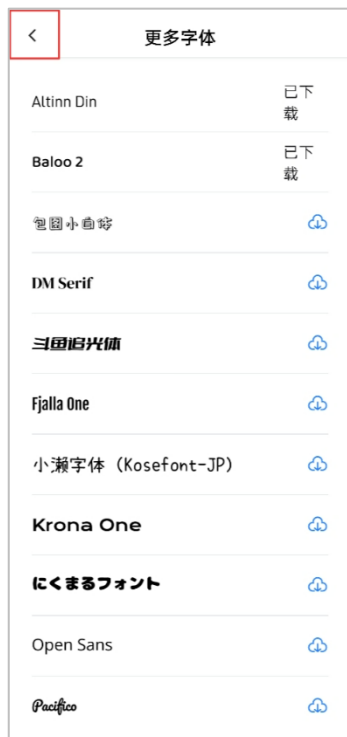 更多字体
Altinn Din
已下
载
Baloo 2
已下
载
包图小白体
DM Serif
斗鱼追光体
Fjalla One
小濑字体（Kosefont-JP）
Krona One
にくまるフォント
Open Sans
Pacifico